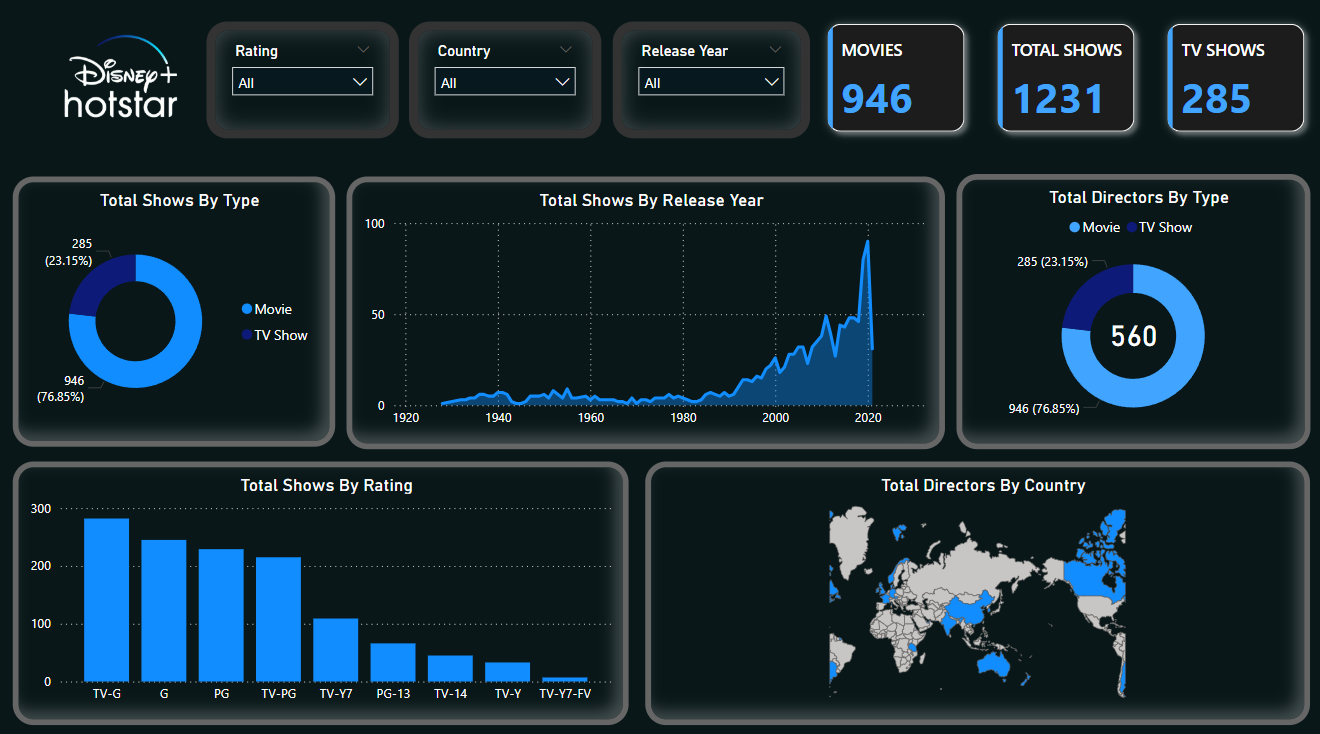 Disney+
hotstar
Rating
All
Country
All
Release Year
All
MOVIES
946
TOTAL SHOWS
1231
TV SHOWS
285
Total Shows By Type
285
(23.15%)
946
(76.85%)
Movie
TV Show
Total Shows By Release Year
100
50
0
1920 1940 1960 1980 2000 2020
Total Directors By Type
Movie TV Show
285 (23.15%)
560
946 (76.85%)
Total Shows By Rating
300
200
100
0
TV-G G PG TV-PG TV-Y7 PG-13 TV-14 TV-Y TV-Y7-FV
Total Directors By Country